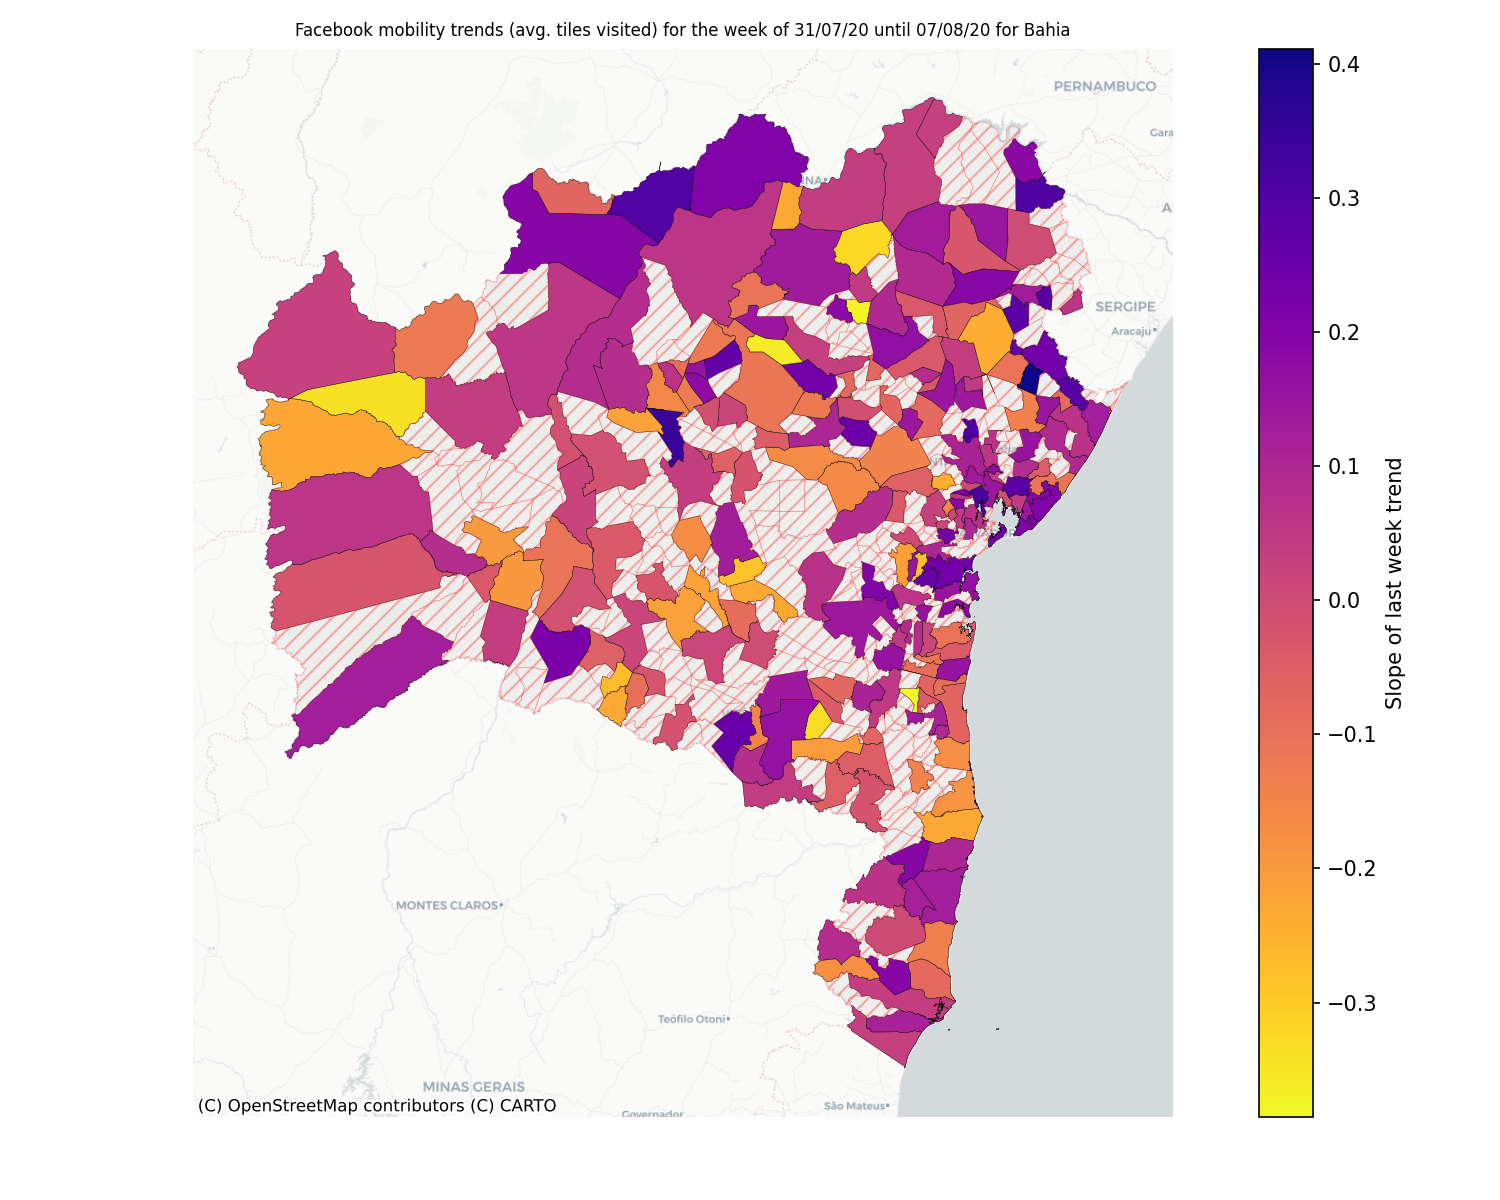 Facebook mobility trends (avg. tiles visited) for the week of 31/07/20 until 07/08/20 for Bahia
PERNAMBUCO
Gara
INA
A
SERGIPE
Aracaju
MONTES CLAROS
Teófilo Otoni
MINAS GERAIS
São Mateus
Governador
(C) OpenStreetMap contributors (C) CARTO
0.4
0.3
0.2
0.1
0.0
−0.1
−0.2
−0.3
Slope of last week trend